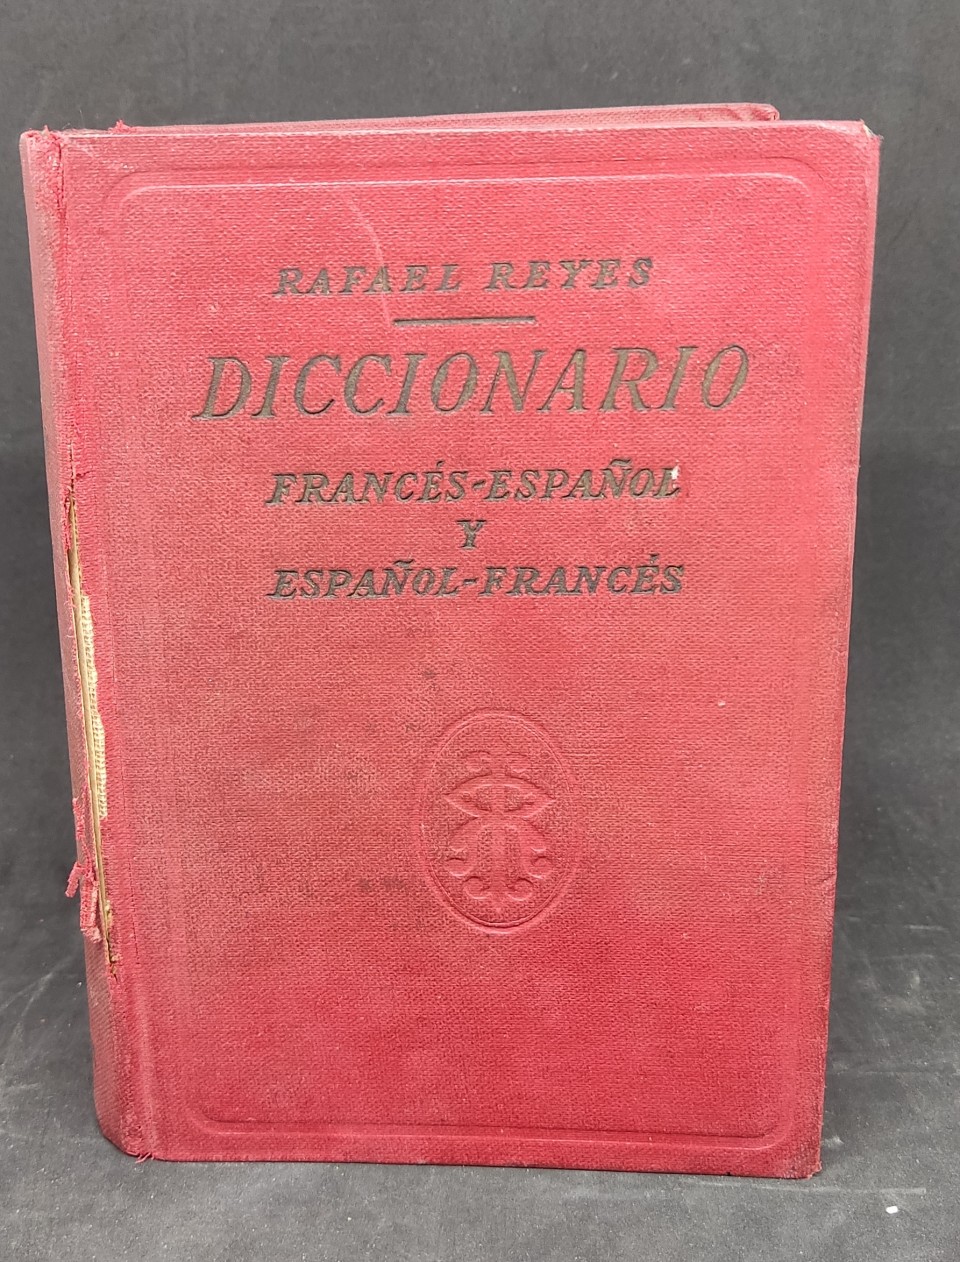 RAFAEL REYES
DICCIONARIO
FRANCÉS-ESPAÑOL
Y
ESPAÑOL-FRANCÉS